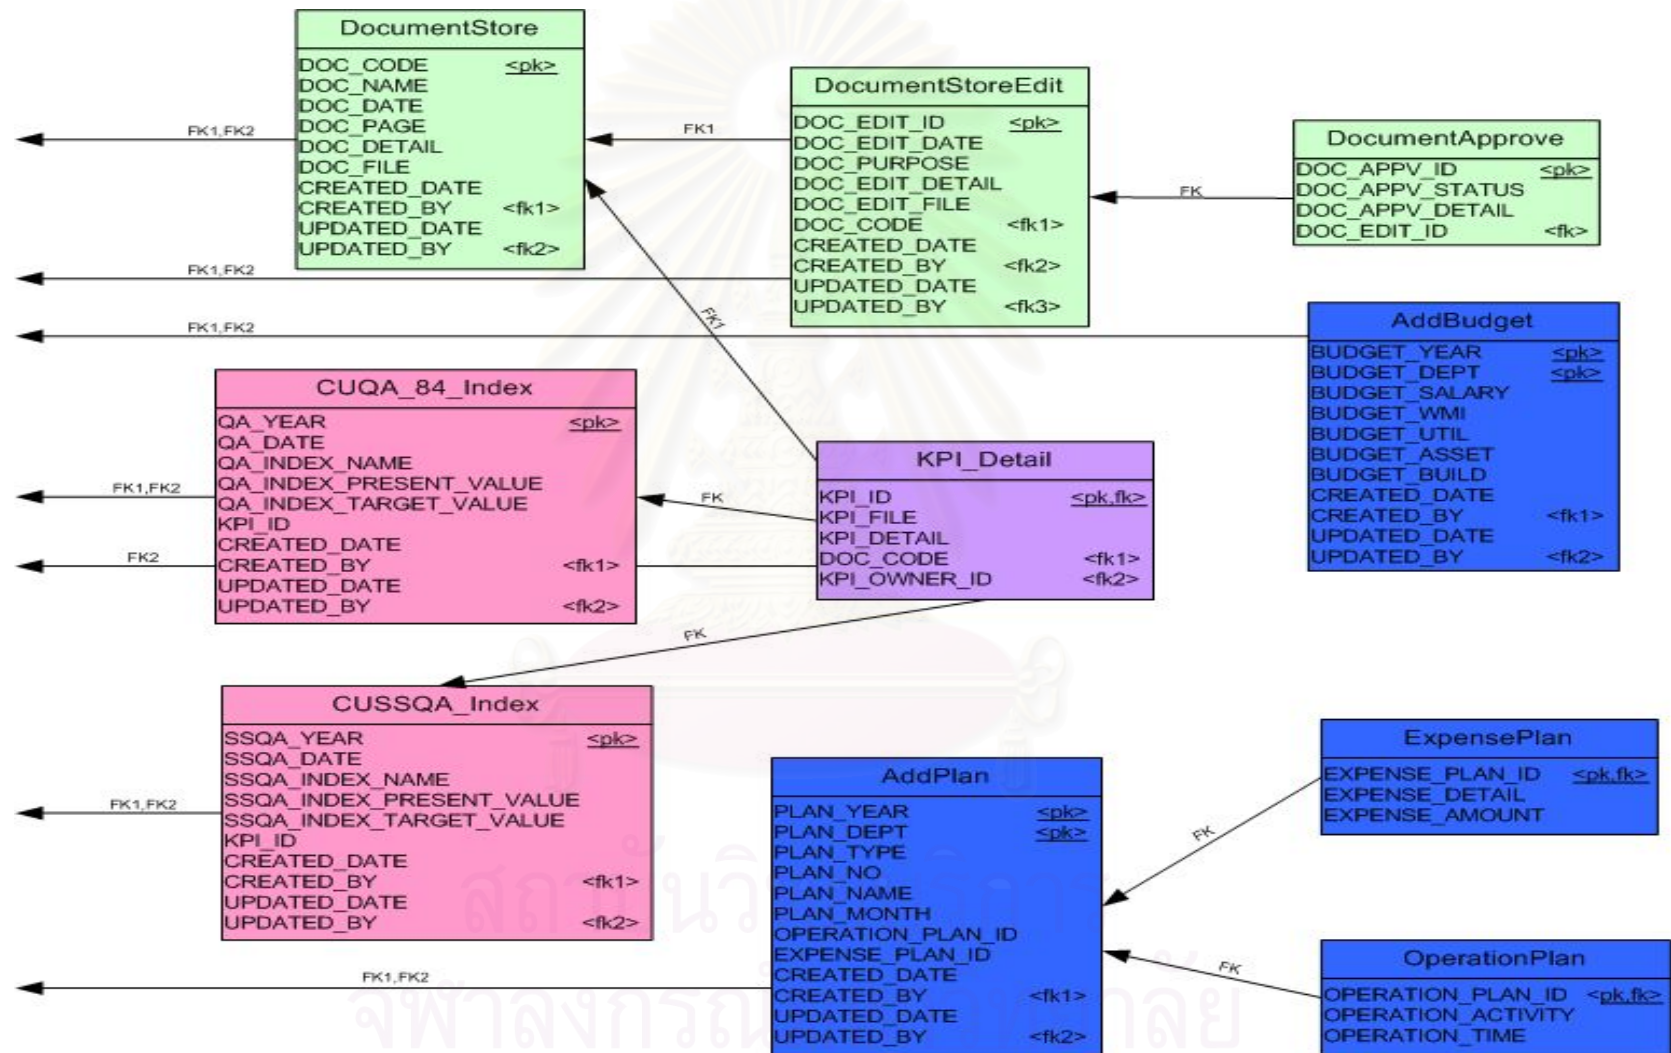 DocumentStore
DOC_CODE <pk>
DOC_NAME
DOC_DATE
DOC_PAGE
DOC_DETAIL
DOC_FILE
CREATED_DATE
CREATED_BY <fk1>
UPDATED_DATE
UPDATED_BY <fk2>
FK1,FK2
FK1
DocumentStoreEdit
DOC_EDIT_ID <pk>
DOC_EDIT_DATE
DOC_PURPOSE
DOC_EDIT_DETAIL
DOC_EDIT_FILE
DOC_CODE <fk1>
CREATED_DATE
CREATED_BY <fk2>
UPDATED_DATE
UPDATED_BY <fk3>
FK
DocumentApprove
DOC_APPV_ID <pk>
DOC_APPV_STATUS
DOC_APPV_DETAIL
DOC_EDIT_ID <fk>
FK1,FK2
FK1
FK1,FK2
AddBudget
BUDGET_YEAR <pk>
BUDGET_DEPT <pk>
BUDGET_SALARY
BUDGET_WMI
BUDGET_UTIL
BUDGET_ASSET
BUDGET_BUILD
CREATED_DATE
CREATED_BY <fk1>
UPDATED_DATE
UPDATED_BY <fk2>
CUQA_84_Index
QA_YEAR <pk>
QA_DATE
QA_INDEX_NAME
QA_INDEX_PRESENT_VALUE
QA_INDEX_TARGET_VALUE
KPI_ID
CREATED_DATE
CREATED_BY <fk1>
UPDATED_DATE
UPDATED_BY <fk2>
FK1,FK2
FK2
FK
KPI_Detail
KPI_ID <pk,fk>
KPI_FILE
KPI_DETAIL
DOC_CODE <fk1>
KPI_OWNER_ID <fk2>
FK
CUSSQA_Index
SSQA_YEAR <pk>
SSQA_DATE
SSQA_INDEX_NAME
SSQA_INDEX_PRESENT_VALUE
SSQA_INDEX_TARGET_VALUE
KPI_ID
CREATED_DATE
CREATED_BY <fk1>
UPDATED_DATE
UPDATED_BY <fk2>
FK1,FK2
AddPlan
PLAN_YEAR <pk>
PLAN_DEPT <pk>
PLAN_TYPE
PLAN_NO
PLAN_NAME
PLAN_MONTH
OPERATION_PLAN_ID
EXPENSE_PLAN_ID
CREATED_DATE
CREATED_BY <fk1>
UPDATED_DATE
UPDATED_BY <fk2>
FK1,FK2
FK
ExpensePlan
EXPENSE_PLAN_ID <pk,fk>
EXPENSE_DETAIL
EXPENSE_AMOUNT
FK
OperationPlan
OPERATION_PLAN_ID <pk,fk>
OPERATION_ACTIVITY
OPERATION_TIME